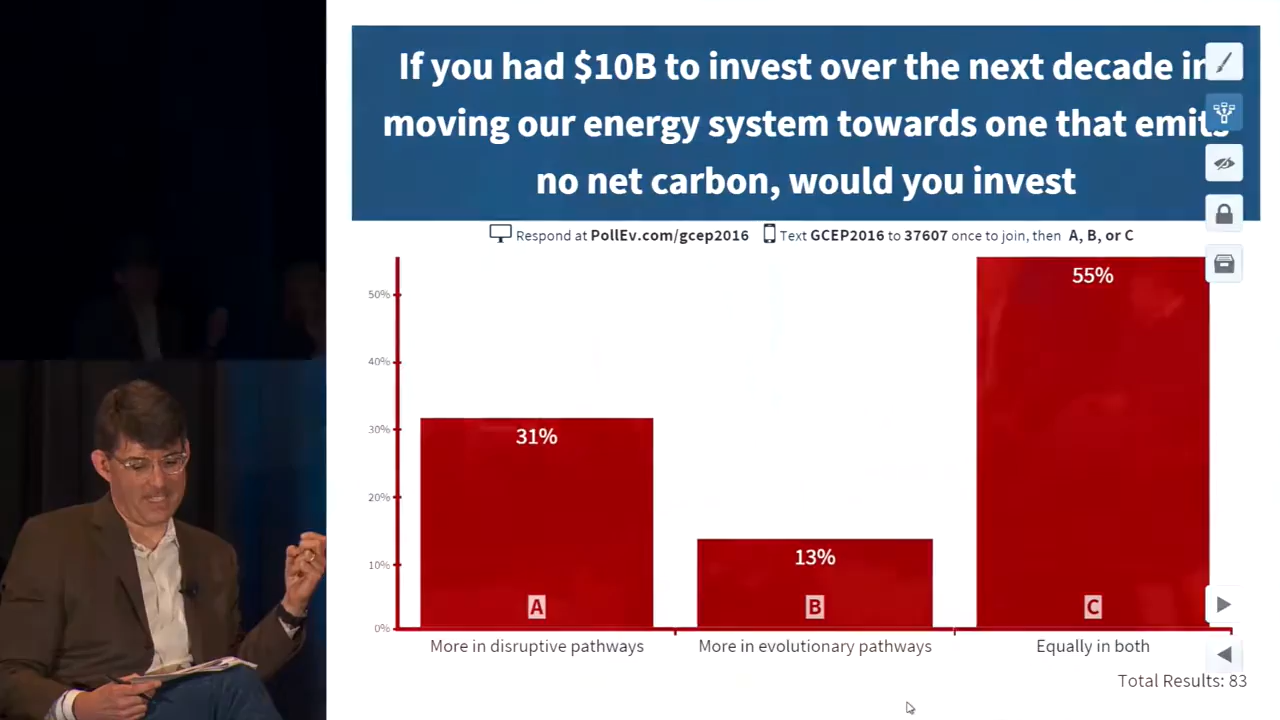 If you had $10B to invest over the next decade in
moving our energy system towards one that emits
no net carbon, would you invest
Respond at PollEv.com/gcep2016 Text GCEP2016 to 37607 once to join, then A, B, or C
50%
40%
30%
20%
10%
0%
31%
13%
55%
A
B
C
More in disruptive pathways
More in evolutionary pathways
Equally in both
Total Results: 83